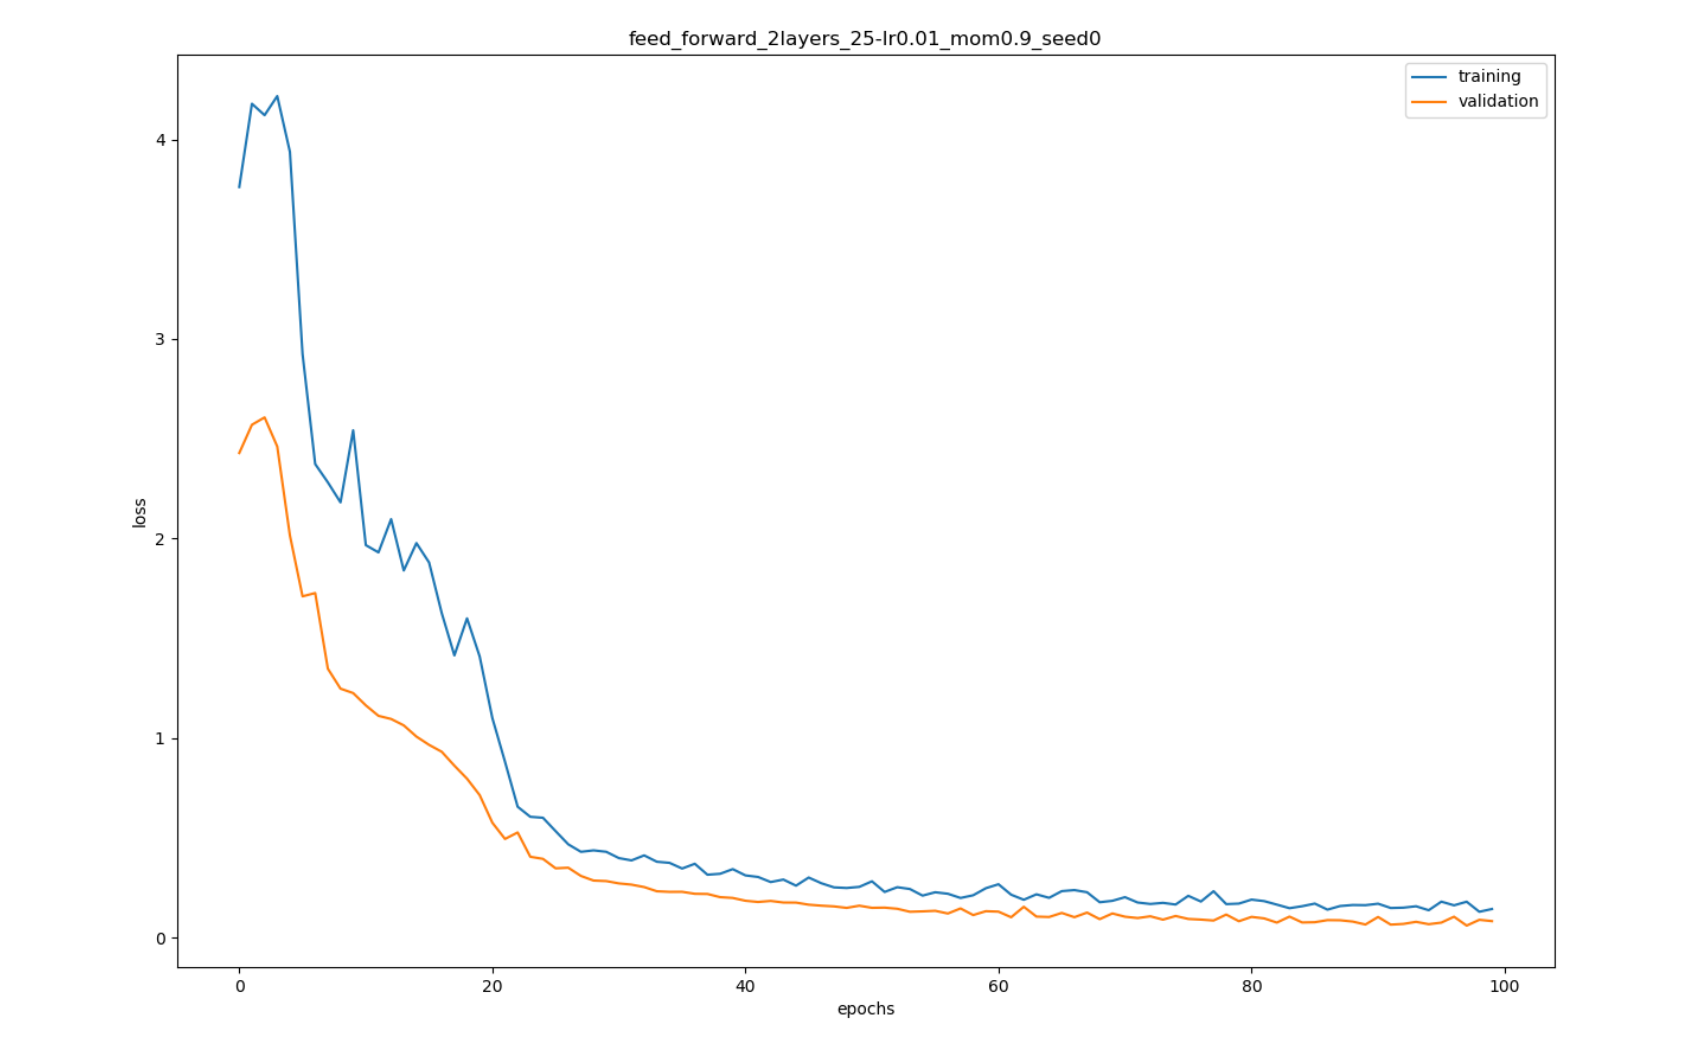 feed_forward_2layers_25-lr0.01_mom0.9_seed0
training
validation
4
3
2
1
0
loss
0 20 40 60 80 100
epochs